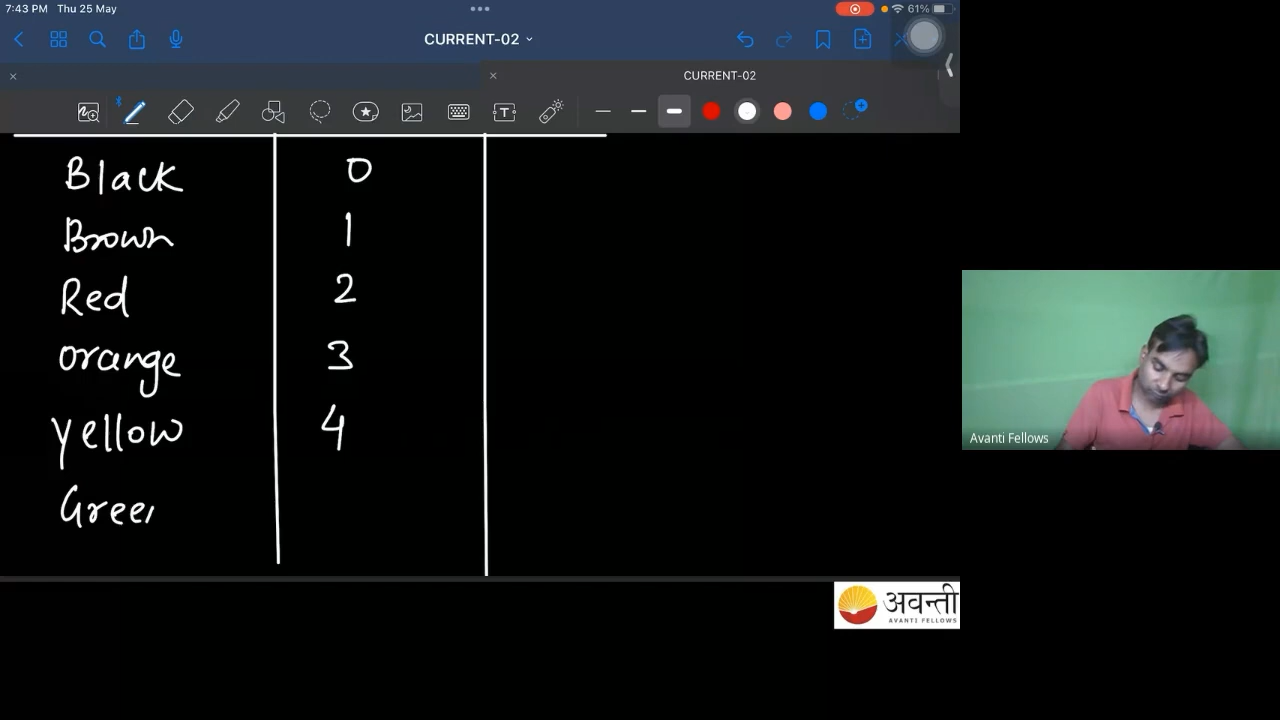 7:43 PM Thu 25 May
61%
CURRENT-02
CURRENT-02
T
Black 0
Brown 1
Red 2
orange 3
yellow 4
Green
Avanti Fellows
अवन्ती
AVANTI FELLOWS